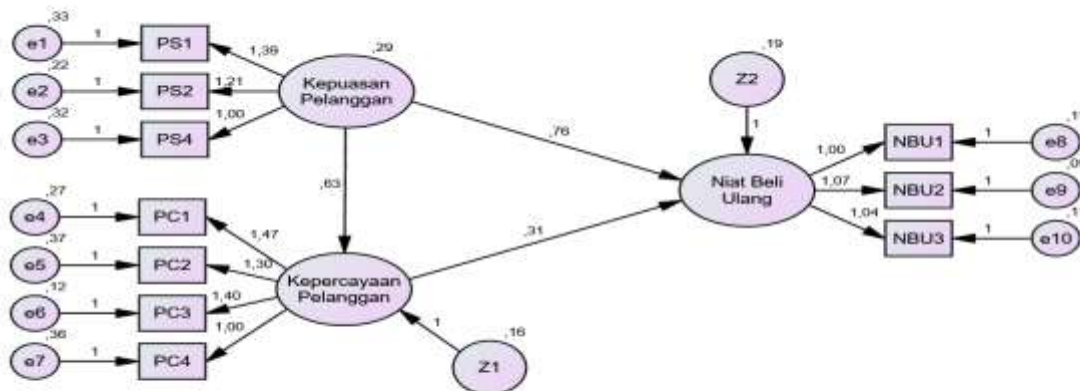 ,33
e1
1
PS1
1,39
,22
e2
1
PS2
1,21
,32
e3
1
PS4
1,00
,29
Kepuasan
Pelanggan
,19
Z2
1
,76
,63
,31
Niat Beli
Ulang
1,00
NBU1
1
e8
1,07
NBU2
1
e9
1,04
NBU3
1
e10
,27
e4
1
PC1
1,47
,37
e5
1
PC2
1,30
,12
e6
1
PC3
1,40
,36
e7
1
PC4
1,00
Kepercayaan
Pelanggan
1
,16
Z1